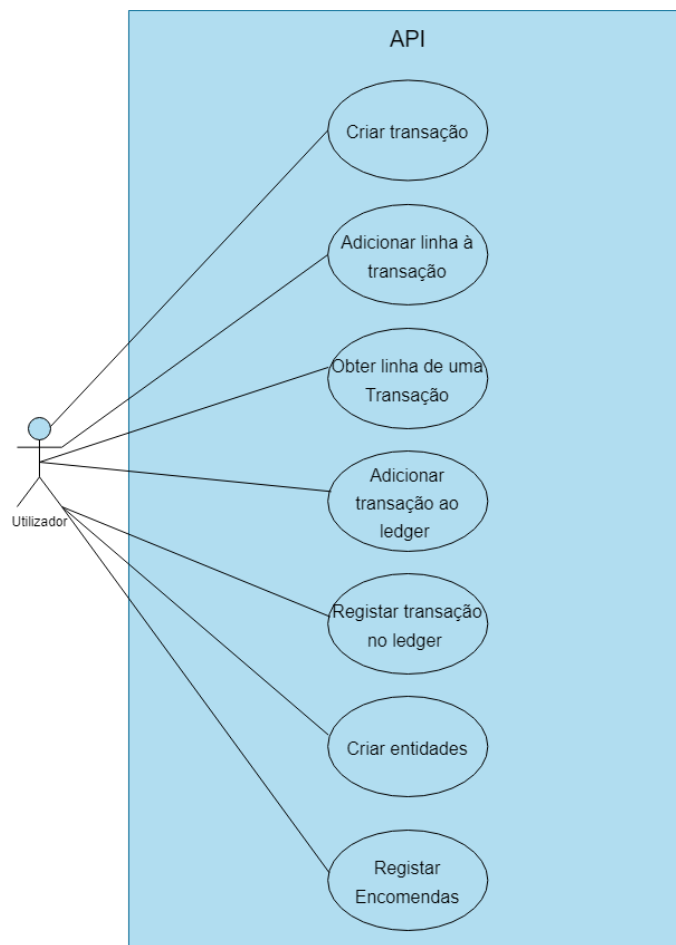 API
Criar transação
Adicionar linha à
transação
Obter linha de uma
Transação
Adicionar
transação ao
ledger
Utilizador
Registar transação
no ledger
Criar entidades
Registar
Encomendas